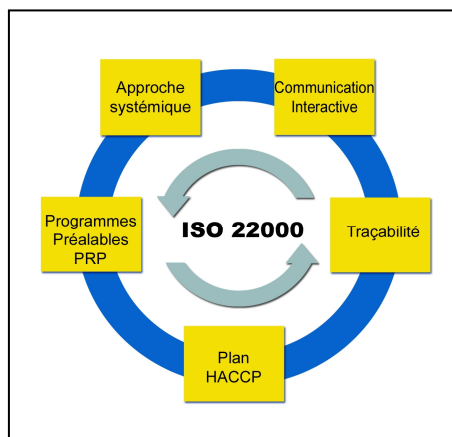 Approche
systémique
Communication
Interactive
Programmes
Préalables
PRP
ISO 22000
Traçabilité
Plan
HACCP